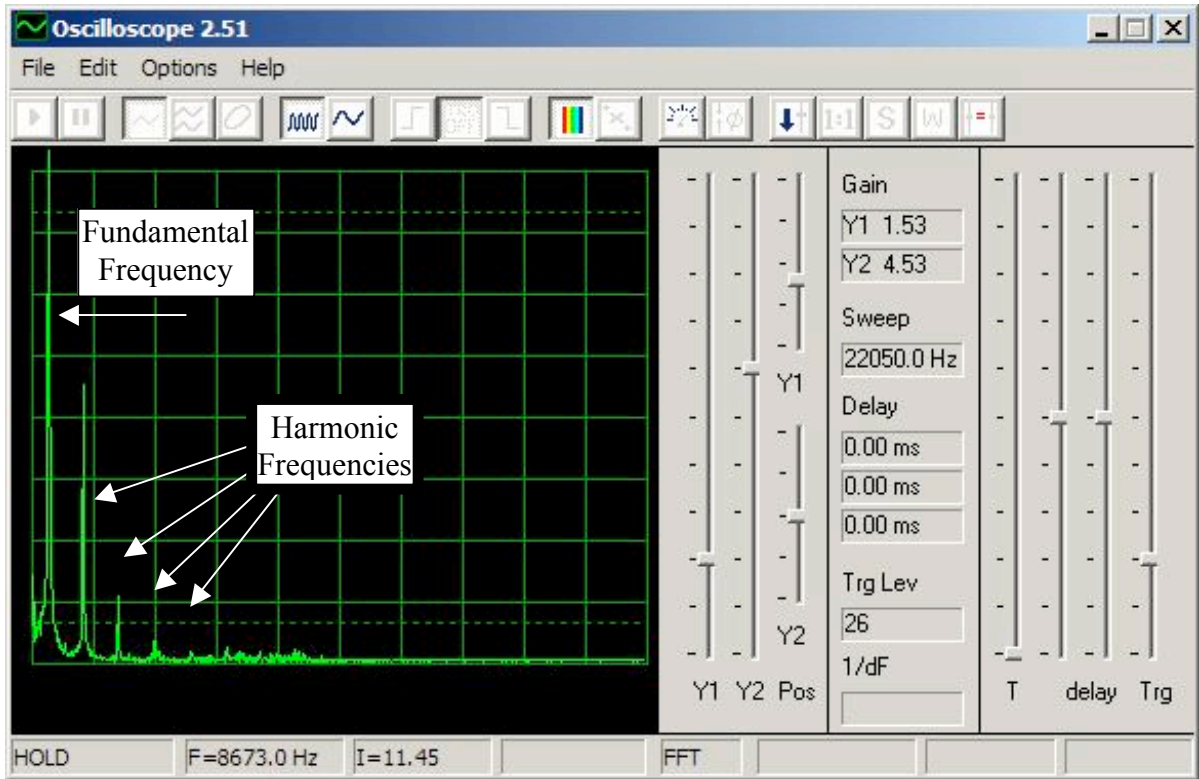 Oscilloscope 2.51
File Edit Options Help
1:1 S W
Fundamental
Frequency
Harmonic
Frequencies
Y1
Y2
Y1 Y2 Pos
Gain
Y1 1.53
Y2 4.53
Sweep
22050.0 Hz
Delay
0.00 ms
0.00 ms
0.00 ms
Trg Lev
26
1/dF
T delay Trg
HOLD F=8673.0 Hz I=11.45 FFT